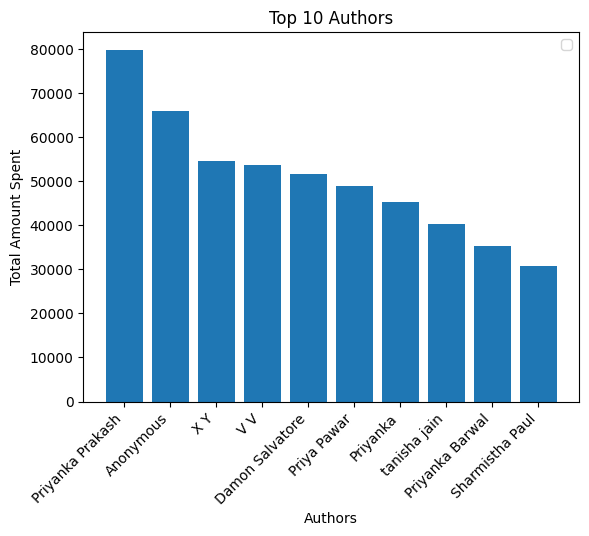 Top 10 Authors
Total Amount Spent
80000
70000
60000
50000
40000
30000
20000
10000
0
Priyanka Prakash
Anonymous
X Y
V V
Damon Salvatore
Priya Pawar
Priyanka
tanisha jain
Priyanka Barwal
Sharmistha Paul
Authors